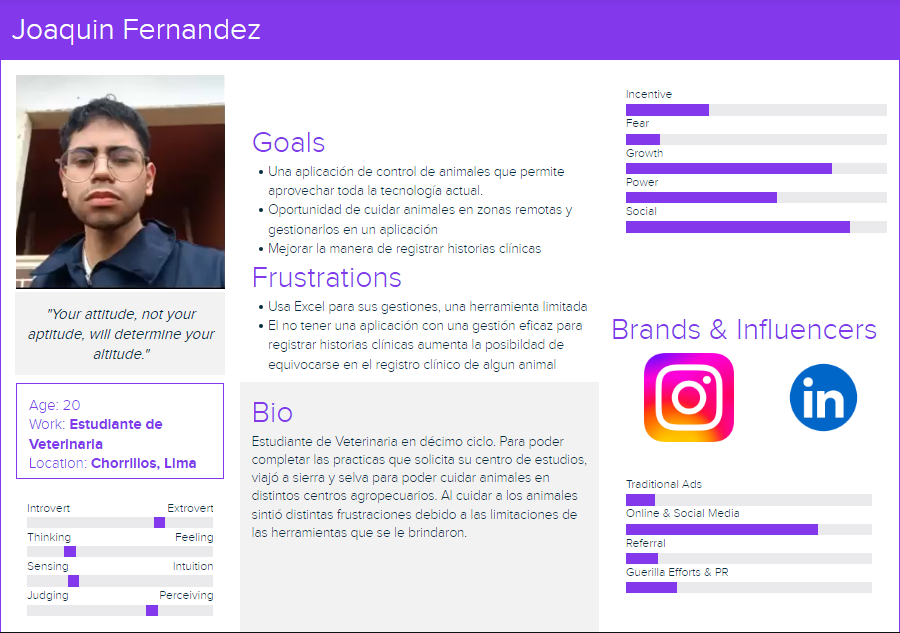 Joaquin Fernandez
"Your attitude, not your
aptitude, will determine your
altitude."
Age: 20
Work: Estudiante de
Veterinaria
Location: Chorrillos, Lima
Introvert Extrovert
Thinking Feeling
Sensing Intuition
Judging Perceiving
Goals
• Una aplicación de control de animales que permite
aprovechar toda la tecnología actual.
• Oportunidad de cuidar animales en zonas remotas y
gestionarlos en un aplicación
• Mejorar la manera de registrar historias clínicas
Frustrations
• Usa Excel para sus gestiones, una herramienta limitada
• El no tener una aplicación con una gestión eficaz para
registrar historias clínicas aumenta la posibildad de
equivocarse en el registro clínico de algun animal
Bio
Estudiante de Veterinaria en décimo ciclo. Para poder
completar las practicas que solicita su centro de estudios,
viajó a sierra y selva para poder cuidar animales en
distintos centros agropecuarios. Al cuidar a los animales
sintió distintas frustraciones debido a las limitaciones de
las herramientas que se le brindaron.
Incentive
Fear
Growth
Power
Social
Brands & Influencers
in
Traditional Ads
Online & Social Media
Referral
Guerilla Efforts & PR